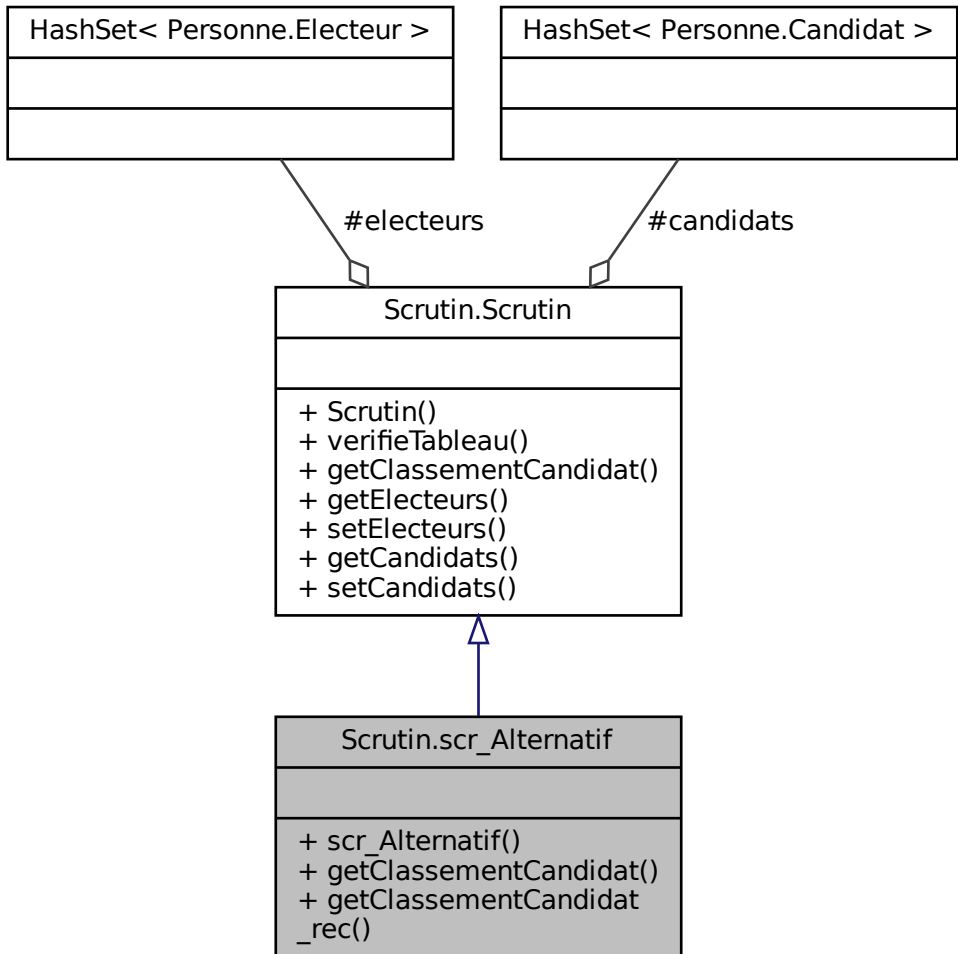 HashSet< Personne.Electeur >
HashSet< Personne.Candidat >
#electeurs
#candidats
Scrutin.Scrutin
+ Scrutin()
+ verifieTableau()
+ getClassementCandidat()
+ getElecteurs()
+ setElecteurs()
+ getCandidats()
+ setCandidats()
Scrutin.scr_Alternatif
+ scr_Alternatif()
+ getClassementCandidat()
+ getClassementCandidat
_rec()